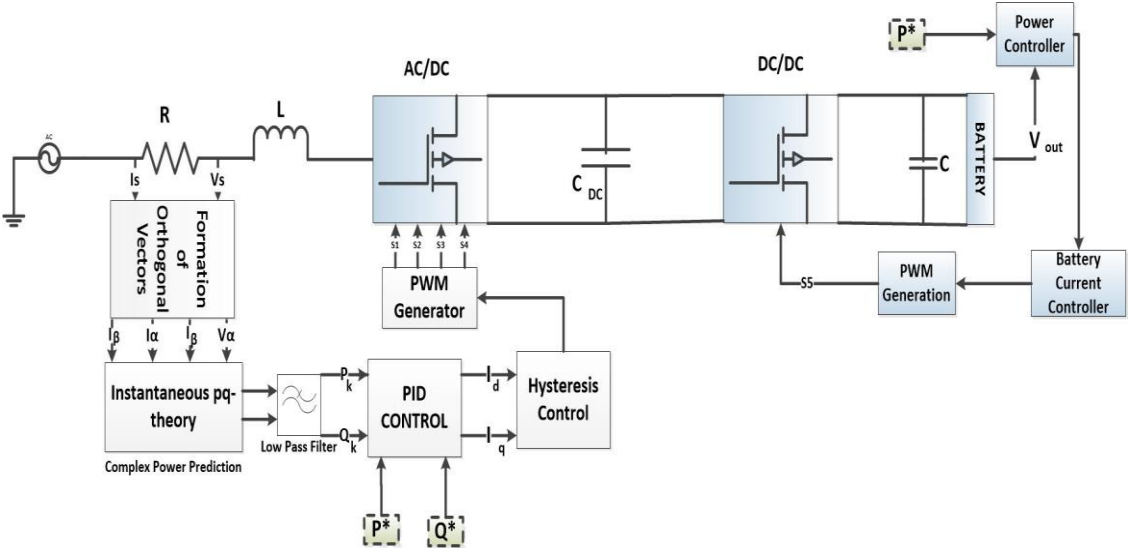 P*
Power
Controller
AC/DC
DC/DC
R
L
AC
C DC
C
BATTERY
V out
Is
Vs
Formation
of
Orthogonal
Vectors
S1
S2
S3
S4
PWM
Generator
S5
PWM
Generation
Battery
Current
Controller
Iβ
Iα
Iβ
Vα
Instantaneous pq-
theory
Complex Power Prediction
Low Pass Filter
Pk
Qk
PID
CONTROL
Id
Iq
Hysteresis
Control
P*
Q*